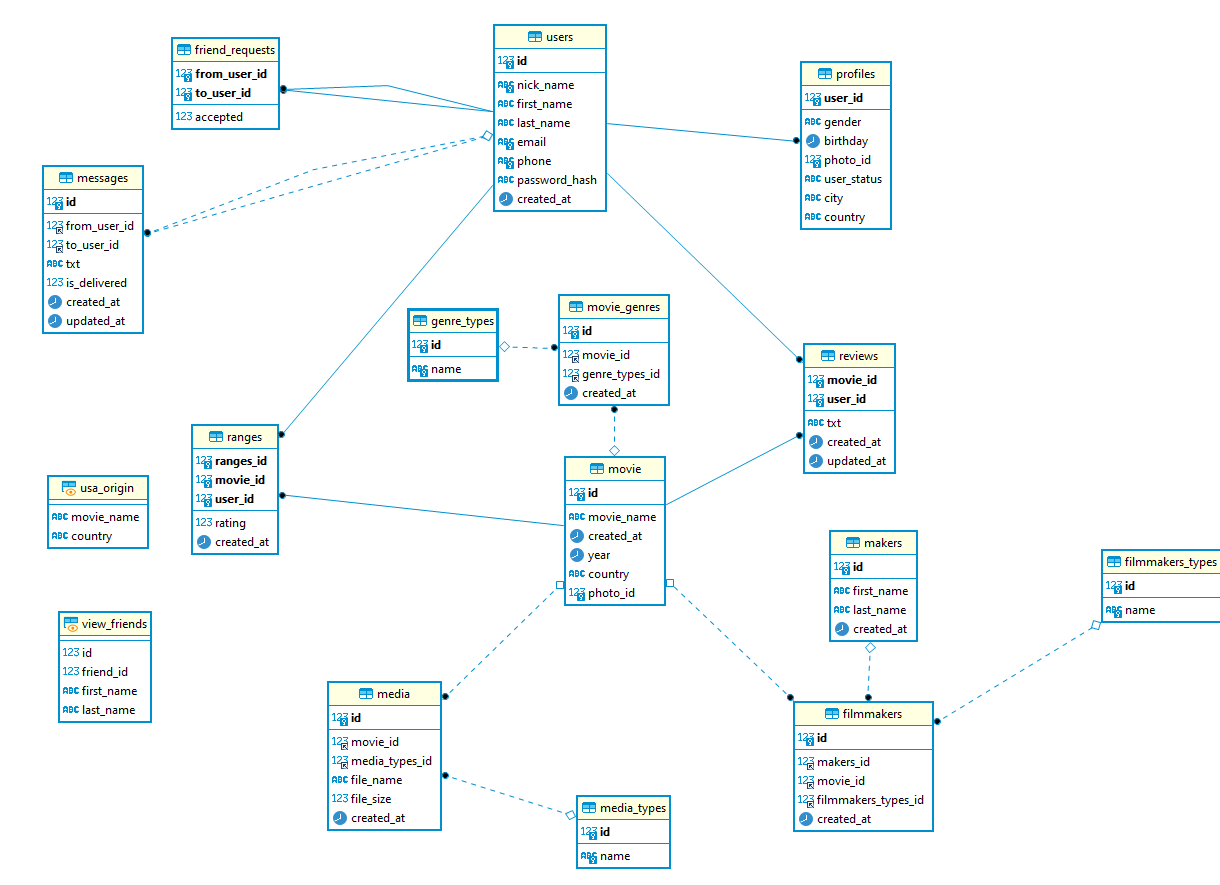 users
123 id
ABC nick_name
ABC first_name
ABC last_name
ABC email
ABC phone
ABC password_hash
created_at
friend_requests
123 from_user_id
123 to_user_id
123 accepted
profiles
123 user_id
ABC gender
birthday
123 photo_id
ABC user_status
ABC city
ABC country
messages
123 id
123 from_user_id
123 to_user_id
ABC txt
123 is_delivered
created_at
updated_at
genre_types
123 id
ABC name
movie_genres
123 id
123 movie_id
123 genre_types_id
created_at
reviews
123 movie_id
123 user_id
ABC txt
created_at
updated_at
ranges
123 ranges_id
123 movie_id
123 user_id
123 rating
created_at
movie
123 id
ABC movie_name
created_at
year
ABC country
123 photo_id
usa_origin
ABC movie_name
ABC country
makers
123 id
ABC first_name
ABC last_name
created_at
filmmakers_types
123 id
ABC name
view_friends
123 id
123 friend_id
ABC first_name
ABC last_name
media
123 id
123 movie_id
123 media_types_id
ABC file_name
123 file_size
created_at
filmmakers
123 id
123 makers_id
123 movie_id
123 filmmakers_types_id
created_at
media_types
123 id
ABC name